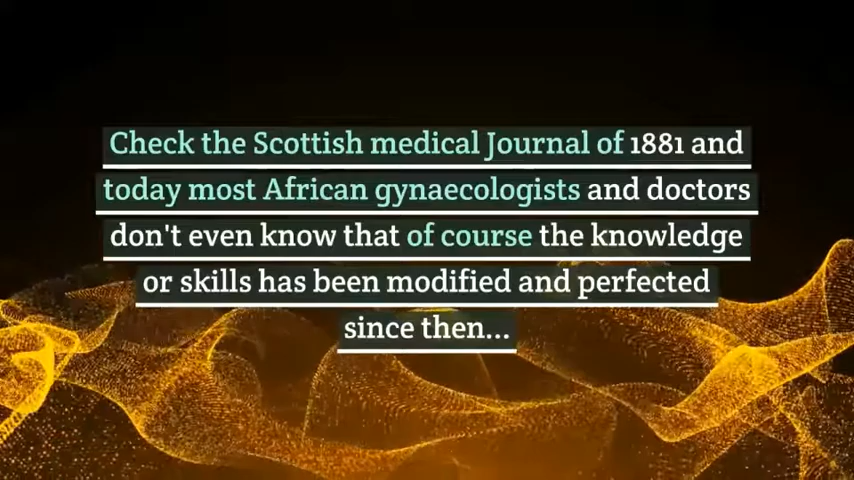 Check the Scottish medical Journal of 1881 and
today most African gynaecologists and doctors
don't even know that of course the knowledge
or skills has been modified and perfected
since then...